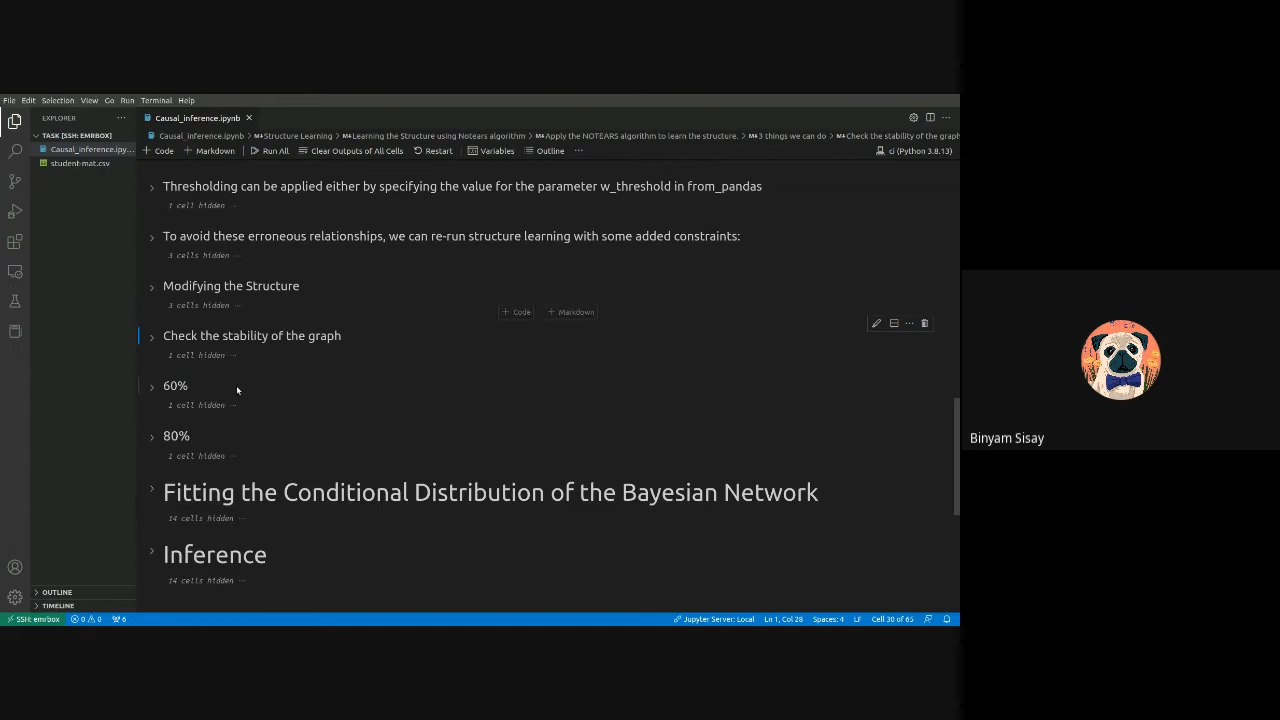 File Edit Selection View Go Run Terminal Help
EXPLORER ···
Causal_inference.ipynb
TASK [SSH: EMRBOX]
Causal_inference.ipy...
student-mat.csv
Causal_inference.ipynb > M↓Structure Learning > M↓Learning the Structure using Notears algorithm > M↓Apply the NOTEARS algorithm to learn the structure. > M↓3 things we can do > M↓Check the stability of the graph
+ Code + Markdown Run All Clear Outputs of All Cells Restart Variables Outline ··· ci (Python 3.8.13)
Thresholding can be applied either by specifying the value for the parameter w_threshold in from_pandas
1 cell hidden ···
To avoid these erroneous relationships, we can re-run structure learning with some added constraints:
3 cells hidden ···
Modifying the Structure
3 cells hidden ···
+ Code + Markdown
Check the stability of the graph
1 cell hidden ···
60%
1 cell hidden ···
80%
1 cell hidden ···
Fitting the Conditional Distribution of the Bayesian Network
14 cells hidden ···
Inference
14 cells hidden ···
OUTLINE
TIMELINE
SSH: emrbox 0 0 6 Jupyter Server: Local Ln 1, Col 28 Spaces: 4 LF Cell 30 of 65
Binyam Sisay